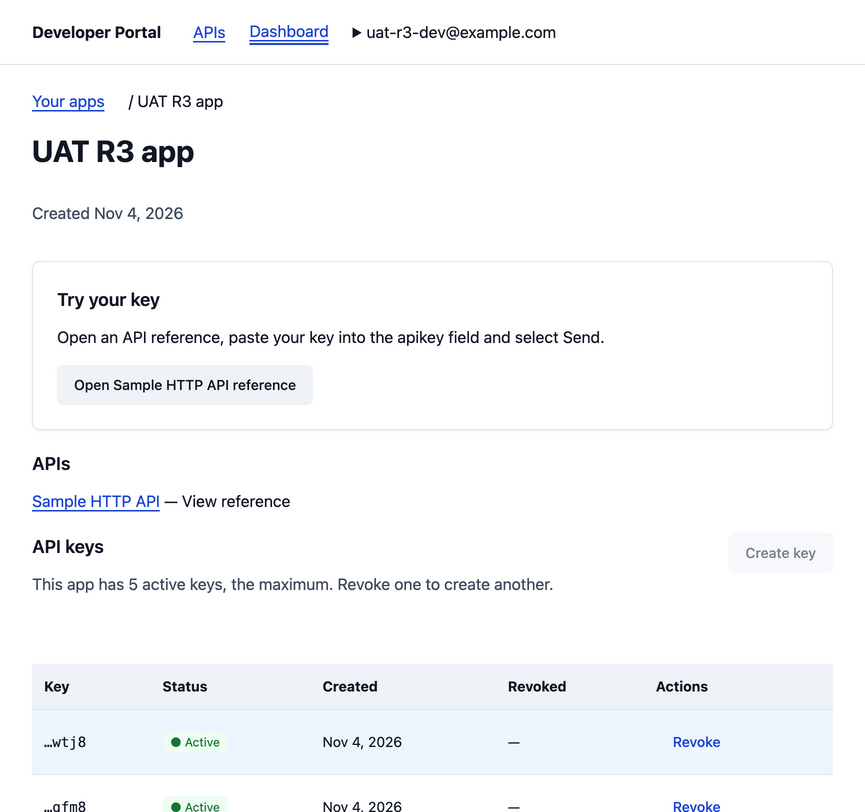 Developer Portal APIs Dashboard ▶ uat-r3-dev@example.com
Your apps / UAT R3 app
UAT R3 app
Created Nov 4, 2026
Try your key
Open an API reference, paste your key into the apikey field and select Send.
Open Sample HTTP API reference
APIs
Sample HTTP API — View reference
API keys
Create key
This app has 5 active keys, the maximum. Revoke one to create another.
Key Status Created Revoked Actions
…wtj8 Active Nov 4, 2026 — Revoke
…gfm8 Active Nov 4, 2026 — Revoke